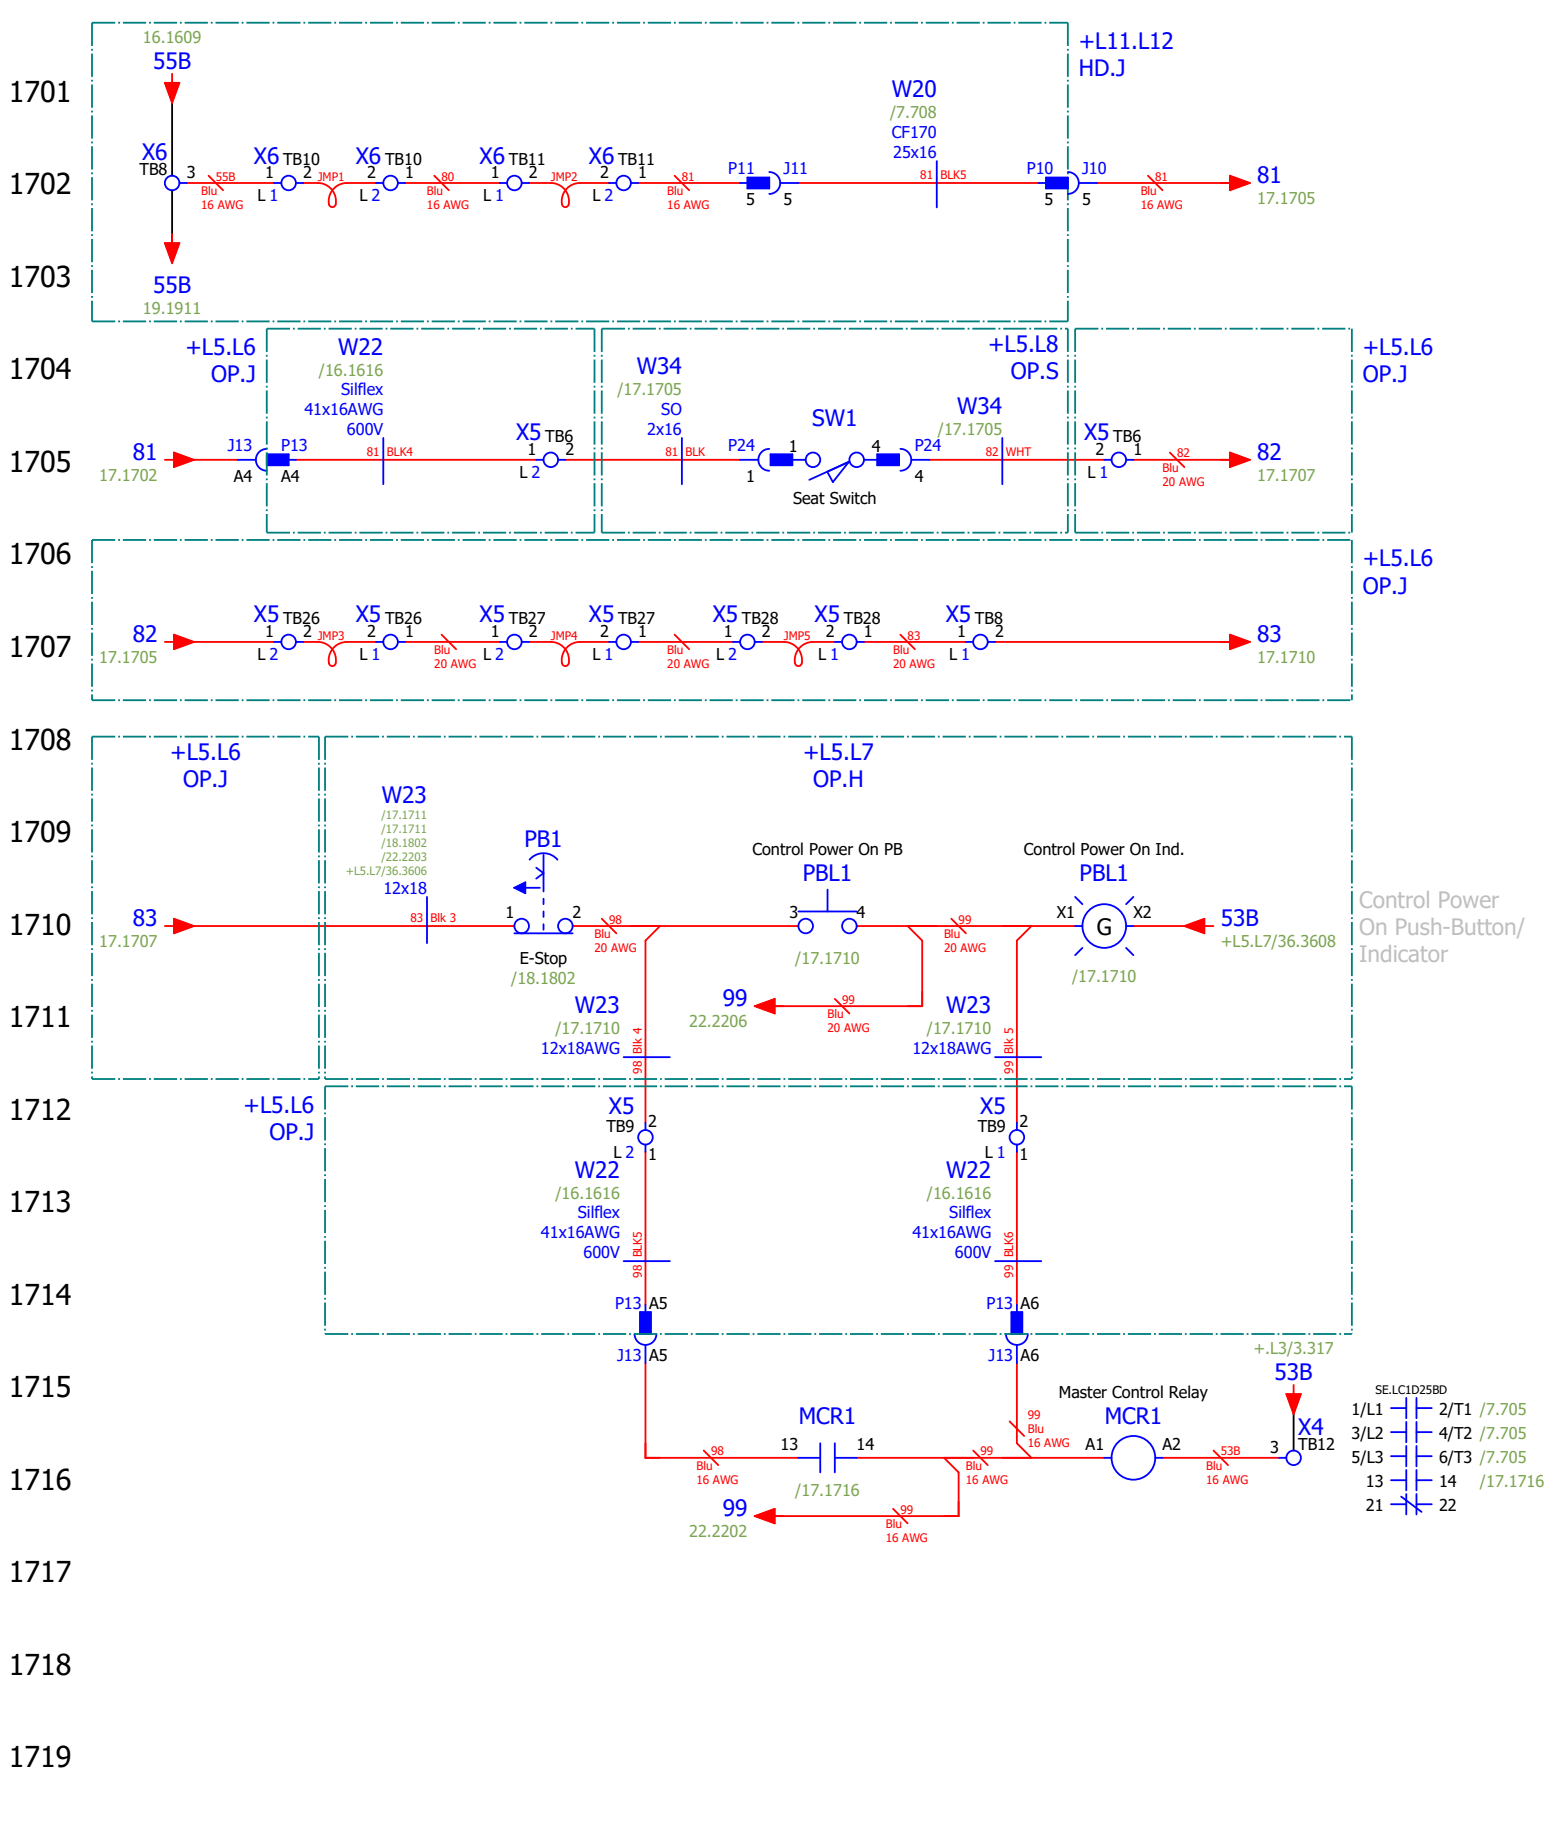 16.1609
55B
+L11.L12
HD.J
1701
W20
/7.708
CF170
25x16
X6
TB8
3
55B
Blu
16 AWG
X6 TB10
1 2
L 1
JMP1
X6 TB10
2 1
L 2
80
Blu
16 AWG
X6 TB11
1 2
L 1
JMP2
X6 TB11
2 1
L 2
81
Blu
16 AWG
P11 J11
5 5
81 BLK5
P10 J10
5 5
81
Blu
16 AWG
81
17.1705
1702
1703
55B
19.1911
1704
+L5.L6
OP.J
W22
/16.1616
Silflex
41x16AWG
600V
W34
/17.1705
SO
2x16
+L5.L8
OP.S
W34
/17.1705
+L5.L6
OP.J
1705
81
17.1702
J13 P13
A4 A4
81 BLK4
X5 TB6
1 2
L 2
81 BLK
P24
1
1
SW1
4
Seat Switch
P24
4
82 WHT
X5 TB6
2 1
L 1
82
Blu
20 AWG
82
17.1707
1706
+L5.L6
OP.J
1707
82
17.1705
X5 TB26
1 2
L 2
JMP3
X5 TB26
2 1
L 1
Blu
20 AWG
X5 TB27
1 2
L 2
JMP4
X5 TB27
2 1
L 1
Blu
20 AWG
X5 TB28
1 2
L 2
JMP5
X5 TB28
2 1
L 1
83
Blu
20 AWG
X5 TB8
1 2
L 1
83
17.1710
1708
+L5.L6
OP.J
+L5.L7
OP.H
1709
W23
/17.1711
/17.1711
/18.1802
/22.2203
+L5.L7/36.3606
12x18
PB1
Control Power On PB
PBL1
Control Power On Ind.
PBL1
1710
83
17.1707
83 Blk 3
1 2
E-Stop
/18.1802
98
Blu
20 AWG
3 4
/17.1710
99
Blu
20 AWG
X1 G X2
/17.1710
53B
+L5.L7/36.3608
Control Power
On Push-Button/
Indicator
1711
W23
/17.1710
12x18AWG
98 Blk 4
99
22.2206
99
Blu
20 AWG
W23
/17.1710
12x18AWG
99 Blk 5
1712
+L5.L6
OP.J
X5
TB9
2
L 2
1
X5
TB9
2
L 1
1
1713
W22
/16.1616
Silflex
41x16AWG
600V
98 BLK5
W22
/16.1616
Silflex
41x16AWG
600V
99 BLK6
1714
P13 A5
J13 A5
P13 A6
J13 A6
1715
+.L3/3.317
53B
MCR1
99
Blu
16 AWG
Master Control Relay
MCR1
X4
TB12
3
1716
98
Blu
16 AWG
13 14
/17.1716
99
Blu
16 AWG
A1 A2
53B
Blu
16 AWG
99
22.2202
99
Blu
16 AWG
SE.LC1D25BD
1/L1 2/T1 /7.705
3/L2 4/T2 /7.705
5/L3 6/T3 /7.705
13 14 /17.1716
21 22
1717
1718
1719